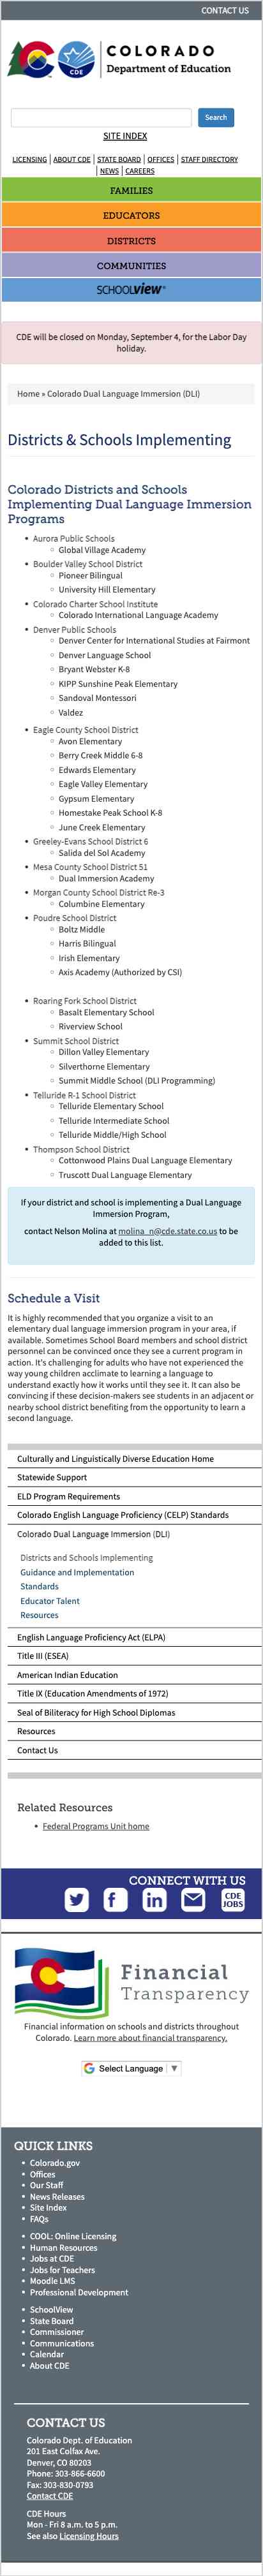 CONTACT US
COLORADO
Department of Education
CDE
Search
SITE INDEX
LICENSING | ABOUT CDE | STATE BOARD | OFFICES | STAFF DIRECTORY
| NEWS | CAREERS
FAMILIES
EDUCATORS
DISTRICTS
COMMUNITIES
SCHOOLVIEW
CDE will be closed on Monday, September 4, for the Labor Day
holiday.
Home » Colorado Dual Language Immersion (DLI)
Districts & Schools Implementing
Colorado Districts and Schools
Implementing Dual Language Immersion
Programs
• Aurora Public Schools
○ Global Village Academy
• Boulder Valley School District
○ Pioneer Bilingual
○ University Hill Elementary
• Colorado Charter School Institute
○ Colorado International Language Academy
• Denver Public Schools
○ Denver Center for International Studies at Fairmont
○ Denver Language School
○ Bryant Webster K-8
○ KIPP Sunshine Peak Elementary
○ Sandoval Montessori
○ Valdez
• Eagle County School District
○ Avon Elementary
○ Berry Creek Middle 6-8
○ Edwards Elementary
○ Eagle Valley Elementary
○ Gypsum Elementary
○ Homestake Peak School K-8
○ June Creek Elementary
• Greeley-Evans School District 6
○ Salida del Sol Academy
• Mesa County School District 51
○ Dual Immersion Academy
• Morgan County School District Re-3
○ Columbine Elementary
• Poudre School District
○ Boltz Middle
○ Harris Bilingual
○ Irish Elementary
○ Axis Academy (Authorized by CSI)
• Roaring Fork School District
○ Basalt Elementary School
○ Riverview School
• Summit School District
○ Dillon Valley Elementary
○ Silverthorne Elementary
○ Summit Middle School (DLI Programming)
• Telluride R-1 School District
○ Telluride Elementary School
○ Telluride Intermediate School
○ Telluride Middle/High School
• Thompson School District
○ Cottonwood Plains Dual Language Elementary
○ Truscott Dual Language Elementary
If your district and school is implementing a Dual Language
Immersion Program,
contact Nelson Molina at molina_n@cde.state.co.us to be
added to this list.
Schedule a Visit
It is highly recommended that you organize a visit to an
elementary dual language immersion program in your area, if
available. Sometimes School Board members and school district
personnel can be convinced once they see a current program in
action. It's challenging for adults who have not experienced the
way young children acclimate to learning a language to
understand exactly how it works until they see it. It can also be
convincing if these decision-makers see students in an adjacent or
nearby school district benefiting from the opportunity to learn a
second language.
Culturally and Linguistically Diverse Education Home
Statewide Support
ELD Program Requirements
Colorado English Language Proficiency (CELP) Standards
Colorado Dual Language Immersion (DLI)
Districts and Schools Implementing
Guidance and Implementation
Standards
Educator Talent
Resources
English Language Proficiency Act (ELPA)
Title III (ESEA)
American Indian Education
Title IX (Education Amendments of 1972)
Seal of Biliteracy for High School Diplomas
Resources
Contact Us
Related Resources
• Federal Programs Unit home
CONNECT WITH US
f in CDE
JOBS
Financial
Transparency
Financial information on schools and districts throughout
Colorado. Learn more about financial transparency.
G Select Language ▼
QUICK LINKS
• Colorado.gov
• Offices
• Our Staff
• News Releases
• Site Index
• FAQs
• COOL: Online Licensing
• Human Resources
• Jobs at CDE
• Jobs for Teachers
• Moodle LMS
• Professional Development
• SchoolView
• State Board
• Commissioner
• Communications
• Calendar
• About CDE
CONTACT US
Colorado Dept. of Education
201 East Colfax Ave.
Denver, CO 80203
Phone: 303-866-6600
Fax: 303-830-0793
Contact CDE
CDE Hours
Mon - Fri 8 a.m. to 5 p.m.
See also Licensing Hours